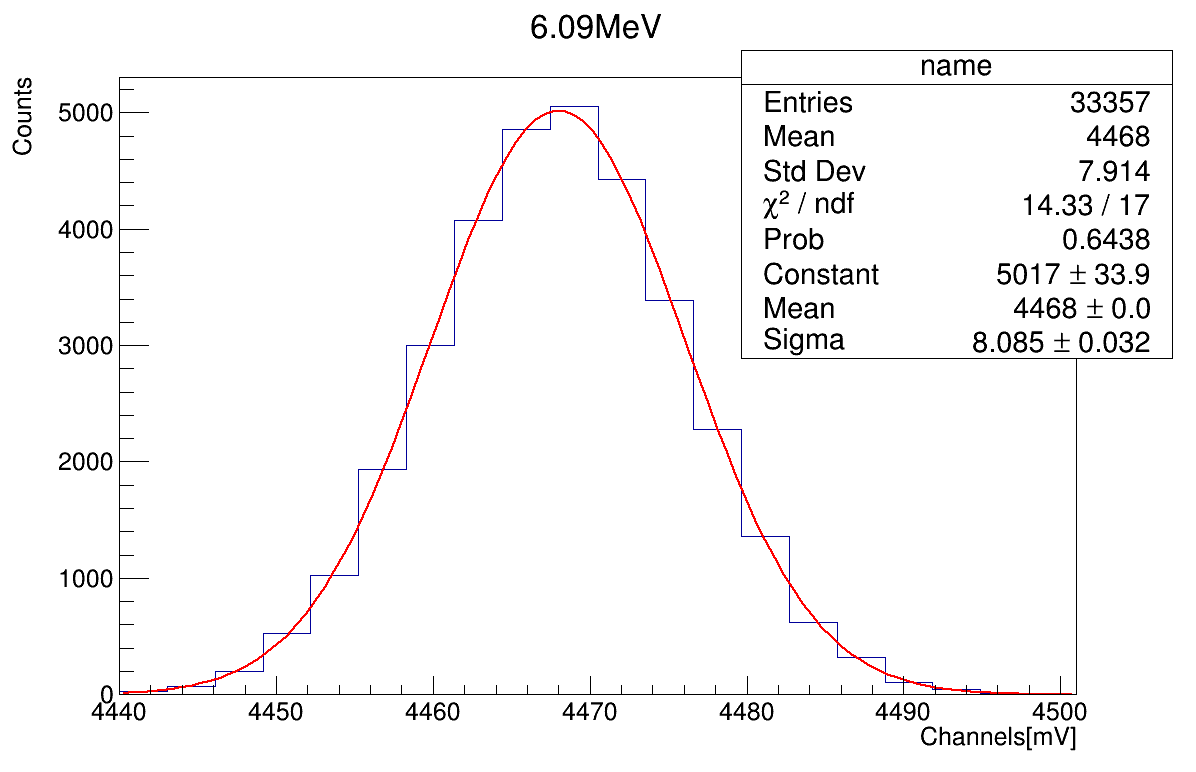 6.09MeV
Counts
name
Entries 33357
Mean 4468
Std Dev 7.914
χ² / ndf 14.33 / 17
Prob 0.6438
Constant 5017 ± 33.9
Mean 4468 ± 0.0
Sigma 8.085 ± 0.032
5000
4000
3000
2000
1000
0
4440 4450 4460 4470 4480 4490 4500
Channels[mV]